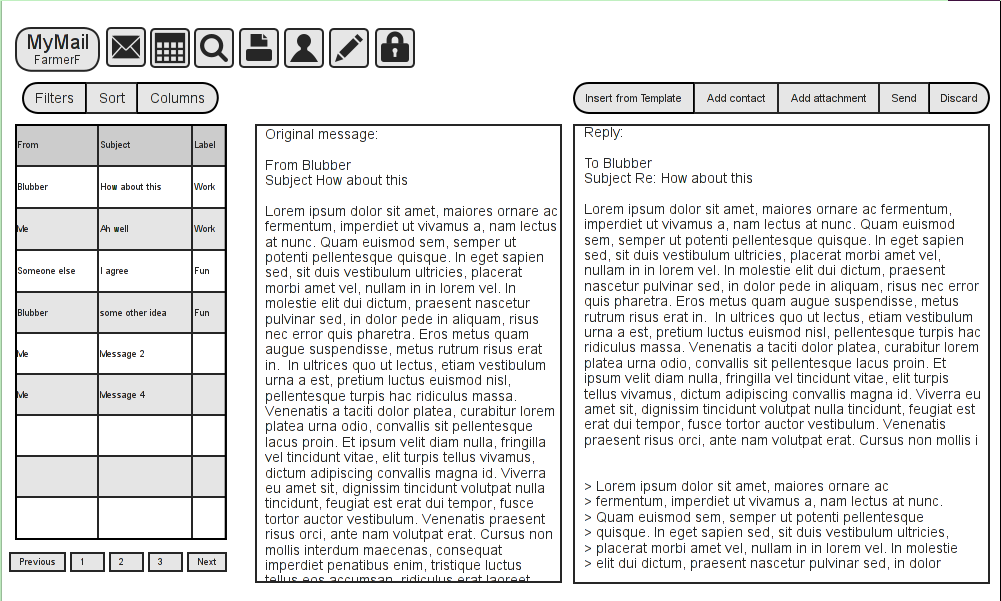 MyMail
FarmerF
Filters Sort Columns
Insert from Template Add contact Add attachment Send Discard
From Subject Label
Blubber How about this Work
Me Ah well Work
Someone else I agree Fun
Blubber some other idea Fun
Me Message 2
Me Message 4
Previous 1 2 3 Next
Original message:
From Blubber
Subject How about this
Lorem ipsum dolor sit amet, maiores ornare ac
fermentum, imperdiet ut vivamus a, nam lectus
at nunc. Quam euismod sem, semper ut
potenti pellentesque quisque. In eget sapien
sed, sit duis vestibulum ultricies, placerat
morbi amet vel, nullam in in lorem vel. In
molestie elit dui dictum, praesent nascetur
pulvinar sed, in dolor pede in aliquam, risus
nec error quis pharetra. Eros metus quam
augue suspendisse, metus rutrum risus erat
in.  In ultrices quo ut lectus, etiam vestibulum
urna a est, pretium luctus euismod nisl,
pellentesque turpis hac ridiculus massa.
Venenatis a taciti dolor platea, curabitur lorem
platea urna odio, convallis sit pellentesque
lacus proin. Et ipsum velit diam nulla, fringilla
vel tincidunt vitae, elit turpis tellus vivamus,
dictum adipiscing convallis magna id. Viverra
eu amet sit, dignissim tincidunt volutpat nulla
tincidunt, feugiat est erat dui tempor, fusce
tortor auctor vestibulum. Venenatis praesent
risus orci, ante nam volutpat erat. Cursus non
mollis interdum maecenas, consequat
imperdiet penatibus enim, tristique luctus
tellus eos accumsan, ridiculus erat laoreet
Reply:
To Blubber
Subject Re: How about this
Lorem ipsum dolor sit amet, maiores ornare ac fermentum,
imperdiet ut vivamus a, nam lectus at nunc. Quam euismod
sem, semper ut potenti pellentesque quisque. In eget sapien
sed, sit duis vestibulum ultricies, placerat morbi amet vel,
nullam in in lorem vel. In molestie elit dui dictum, praesent
nascetur pulvinar sed, in dolor pede in aliquam, risus nec error
quis pharetra. Eros metus quam augue suspendisse, metus
rutrum risus erat in.  In ultrices quo ut lectus, etiam vestibulum
urna a est, pretium luctus euismod nisl, pellentesque turpis hac
ridiculus massa. Venenatis a taciti dolor platea, curabitur lorem
platea urna odio, convallis sit pellentesque lacus proin. Et
ipsum velit diam nulla, fringilla vel tincidunt vitae, elit turpis
tellus vivamus, dictum adipiscing convallis magna id. Viverra eu
amet sit, dignissim tincidunt volutpat nulla tincidunt, feugiat est
erat dui tempor, fusce tortor auctor vestibulum. Venenatis
praesent risus orci, ante nam volutpat erat. Cursus non mollis i
> Lorem ipsum dolor sit amet, maiores ornare ac
> fermentum, imperdiet ut vivamus a, nam lectus at nunc.
> Quam euismod sem, semper ut potenti pellentesque
> quisque. In eget sapien sed, sit duis vestibulum ultricies,
> placerat morbi amet vel, nullam in in lorem vel. In molestie
> elit dui dictum, praesent nascetur pulvinar sed, in dolor